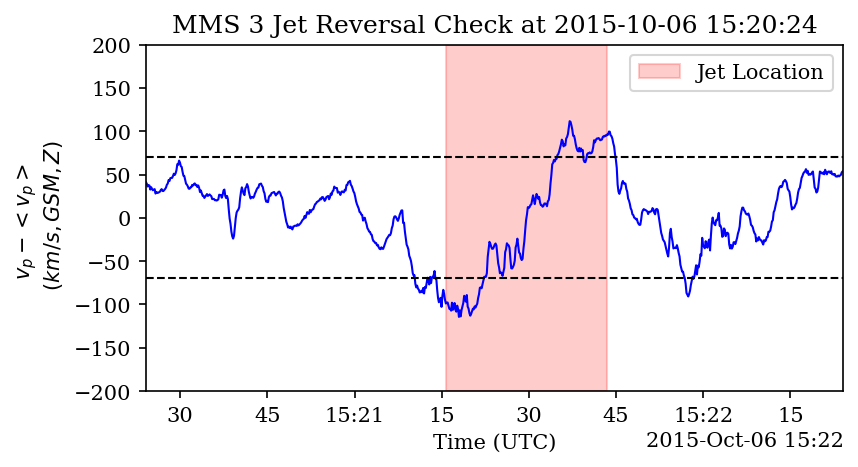 MMS 3 Jet Reversal Check at 2015-10-06 15:20:24
200
150
100
50
0
−50
−100
−150
−200
v_p − < v_p >
(km/s, GSM, Z)
Jet Location
30 45 15:21 15 30 45 15:22 15
Time (UTC)
2015-Oct-06 15:22